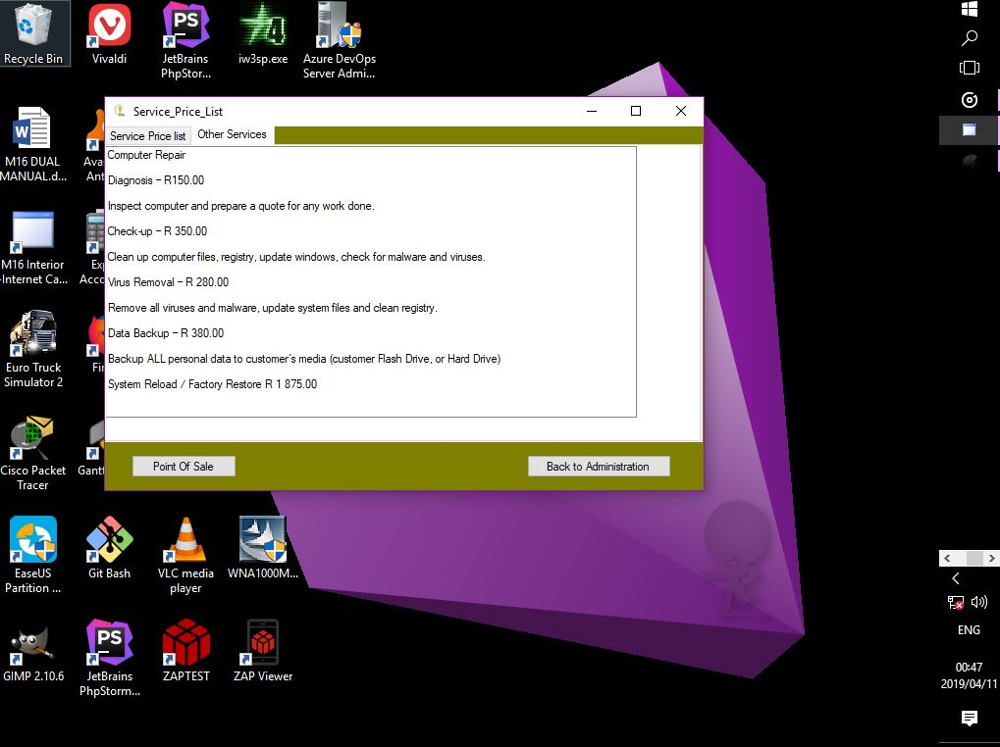 Recycle Bin
Vivaldi
JetBrains
PhpStor...
iw3sp.exe
Azure DevOps
Server Admi...
Service_Price_List
Service Price list
Other Services
Computer Repair
Diagnosis – R150.00
Inspect computer and prepare a quote for any work done.
Check-up – R 350.00
Clean up computer files, registry, update windows, check for malware and viruses.
Virus Removal – R 280.00
Remove all viruses and malware, update system files and clean registry.
Data Backup – R 380.00
Backup ALL personal data to customer's media (customer Flash Drive, or Hard Drive)
System Reload / Factory Restore R 1 875.00
Point Of Sale
Back to Administration
M16 DUAL
MANUAL.d...
Ava
Ant
M16 Interior
-Internet Ca...
Exp
Acco
Euro Truck
Simulator 2
Fir
Cisco Packet
Tracer
Gantt
EaseUS
Partition ...
Git Bash
VLC media
player
WNA1000M...
GIMP 2.10.6
PS
JetBrains
PhpStorm...
ZAPTEST
ZAP Viewer
PS
W
ENG
00:47
2019/04/11